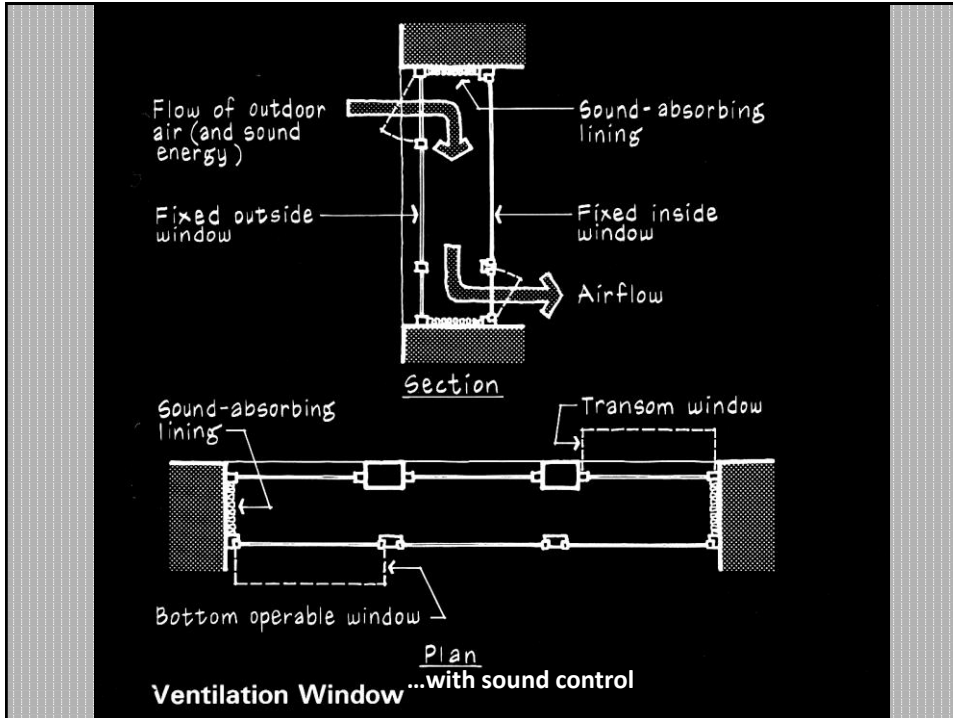 Flow of outdoor
air (and sound
energy)
Sound-absorbing
lining
Fixed outside
window
Fixed inside
window
Airflow
Section
Sound-absorbing
lining
Transom window
Bottom operable window
Plan
Ventilation Window ...with sound control